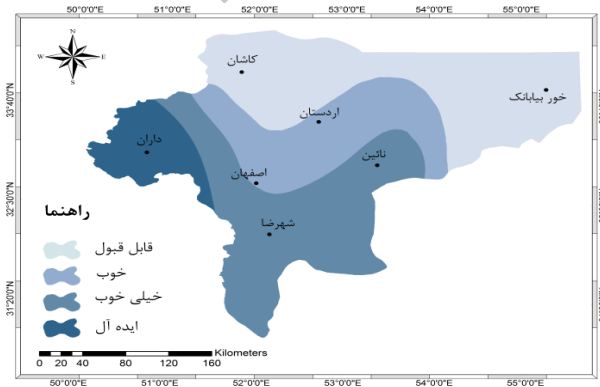 50°0'0"E 51°0'0"E 52°0'0"E 53°0'0"E 54°0'0"E 55°0'0"E
N
W E
S
کاشان
خور بیابانک
33°40'0"N
اردستان
داران
نائین
اصفهان
32°30'0"N
شهرضا
راهنما
قابل قبول
خوب
خیلی خوب
ایده آل
31°20'0"N
Kilometers
0 20 40 80 120 160
50°0'0"E 51°0'0"E 52°0'0"E 53°0'0"E 54°0'0"E 55°0'0"E